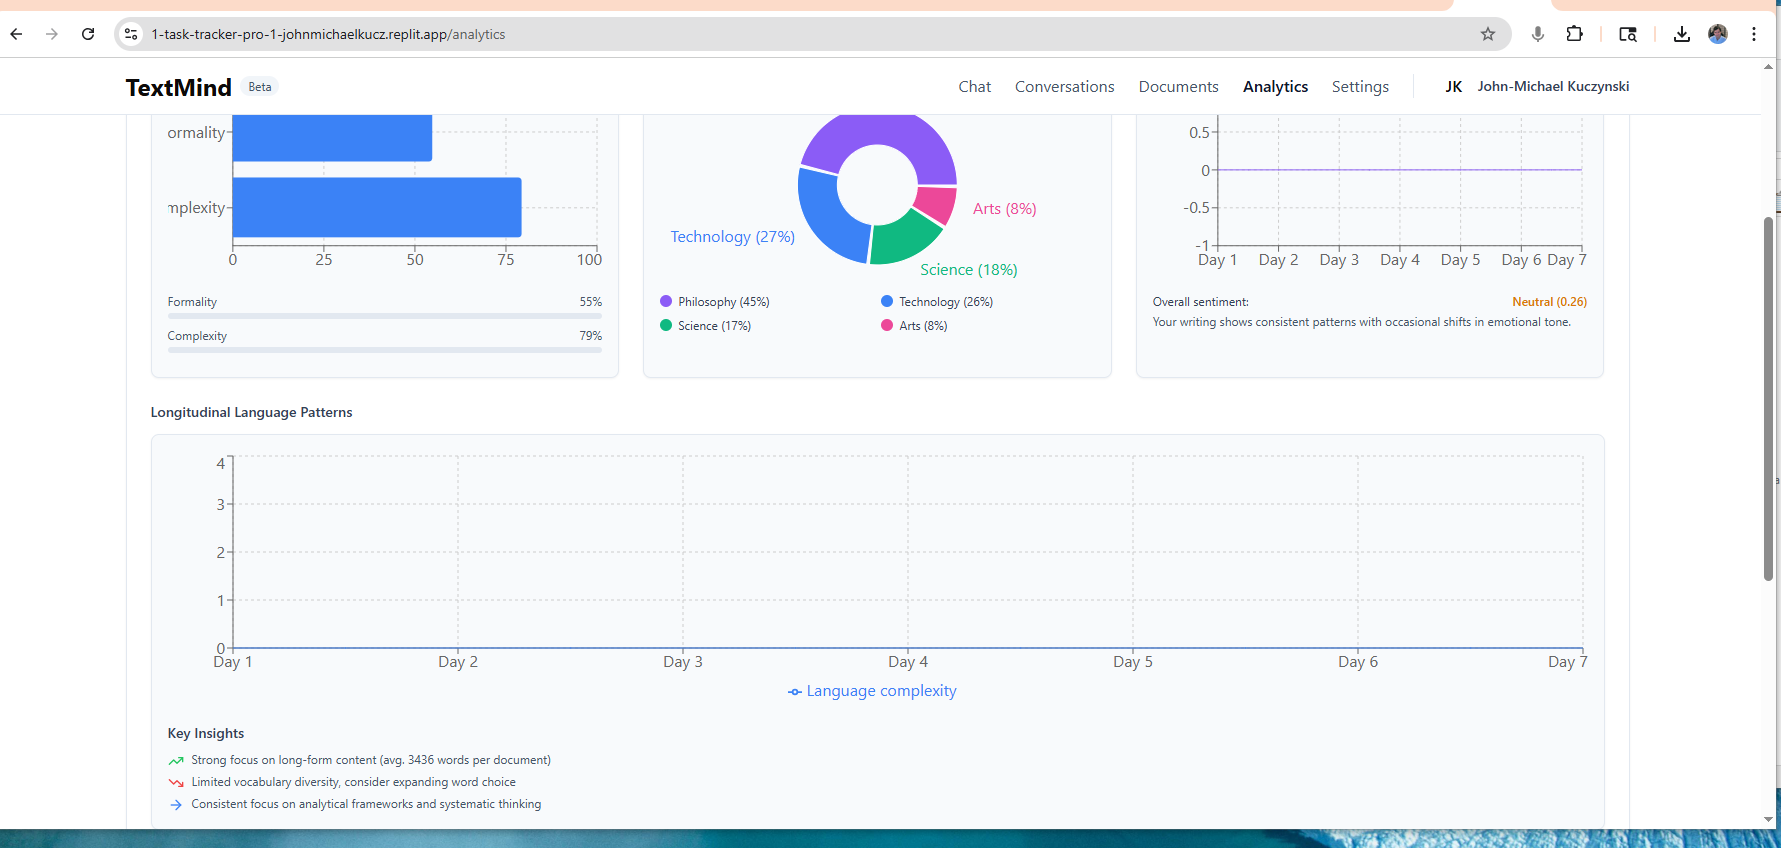 1-task-tracker-pro-1-johnmichaelkucz.replit.app/analytics
TextMind Beta Chat Conversations Documents Analytics Settings JK John-Michael Kuczynski
ormality
mplexity
0 25 50 75 100
Formality 55%
Complexity 79%
Arts (8%)
Technology (27%)
Science (18%)
Philosophy (45%) Technology (26%)
Science (17%) Arts (8%)
0.5
0
-0.5
-1
Day 1 Day 2 Day 3 Day 4 Day 5 Day 6 Day 7
Overall sentiment: Neutral (0.26)
Your writing shows consistent patterns with occasional shifts in emotional tone.
Longitudinal Language Patterns
4
3
2
1
0
Day 1 Day 2 Day 3 Day 4 Day 5 Day 6 Day 7
Language complexity
Key Insights
Strong focus on long-form content (avg. 3436 words per document)
Limited vocabulary diversity, consider expanding word choice
Consistent focus on analytical frameworks and systematic thinking